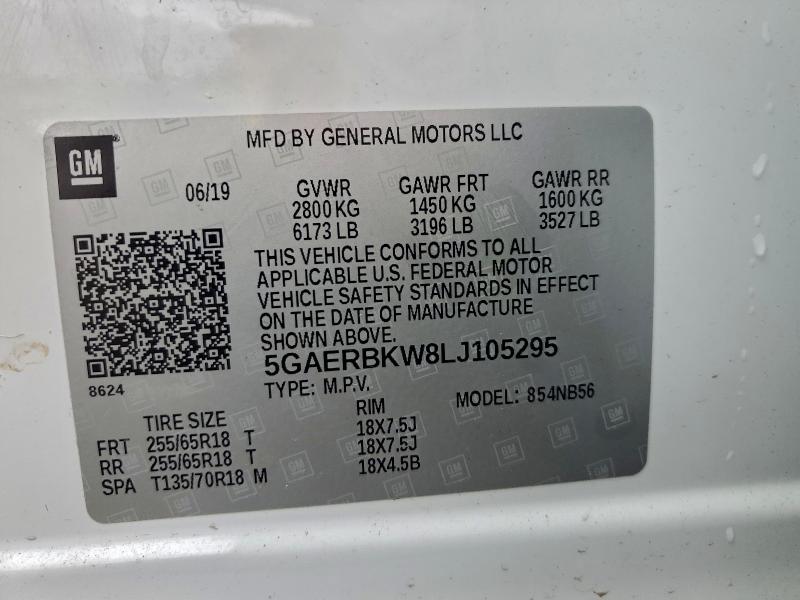 GM
MFD BY GENERAL MOTORS LLC
06/19 GVWR GAWR FRT GAWR RR
2800 KG 1450 KG 1600 KG
6173 LB 3196 LB 3527 LB
THIS VEHICLE CONFORMS TO ALL
APPLICABLE U.S. FEDERAL MOTOR
VEHICLE SAFETY STANDARDS IN EFFECT
ON THE DATE OF MANUFACTURE
SHOWN ABOVE.
5GAERBKW8LJ105295
8624
TYPE: M.P.V. MODEL: 854NB56
TIRE SIZE RIM
FRT 255/65R18 T 18X7.5J
RR 255/65R18 T 18X7.5J
SPA T135/70R18 M 18X4.5B